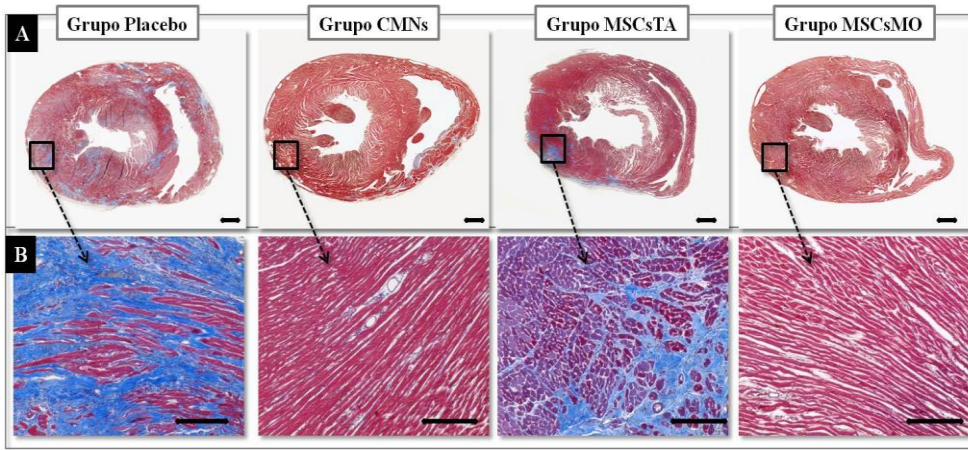 Grupo Placebo
Grupo CMNs
Grupo MSCsTA
Grupo MSCsMO
A
B